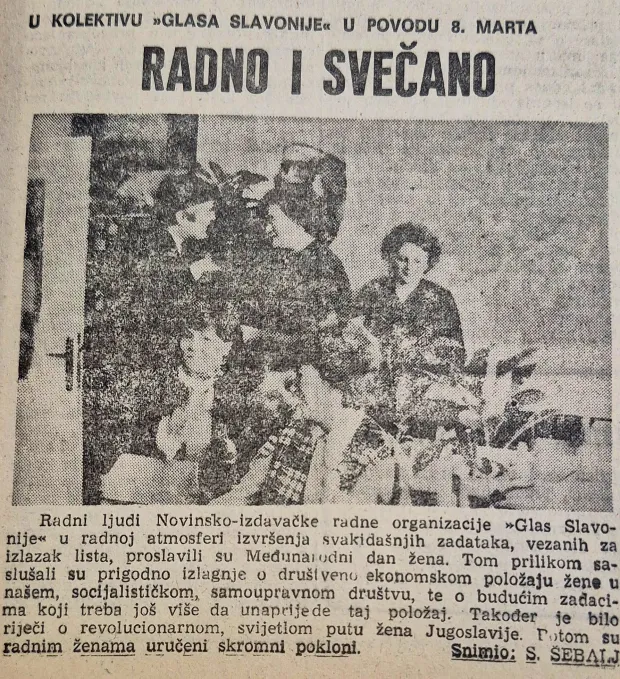 U KOLEKTIVU »GLASA SLAVONIJE« U POVODU 8. MARTA
RADNO I SVEČANO
Radni ljudi Novinsko-izdavačke radne organizacije »Glas Slavo-
nije« u radnoj atmosferi izvršenja svakidašnjih zadataka, vezanih za
izlazak lista, proslavili su Međunarodni dan žena. Tom prilikom sa-
slušali su prigodno izlagnje o društveno ekonomskom položaju žene u
našem, socijalističkom, samoupravnom društvu, te o budućim zadaci-
ma koji treba još više da unaprijede taj položaj. Također je bilo
riječi o revolucionarnom, svijetlom putu žena Jugoslavije. Potom su
radnim ženama uručeni skromni pokloni. Snimio: S. ŠEBALJ